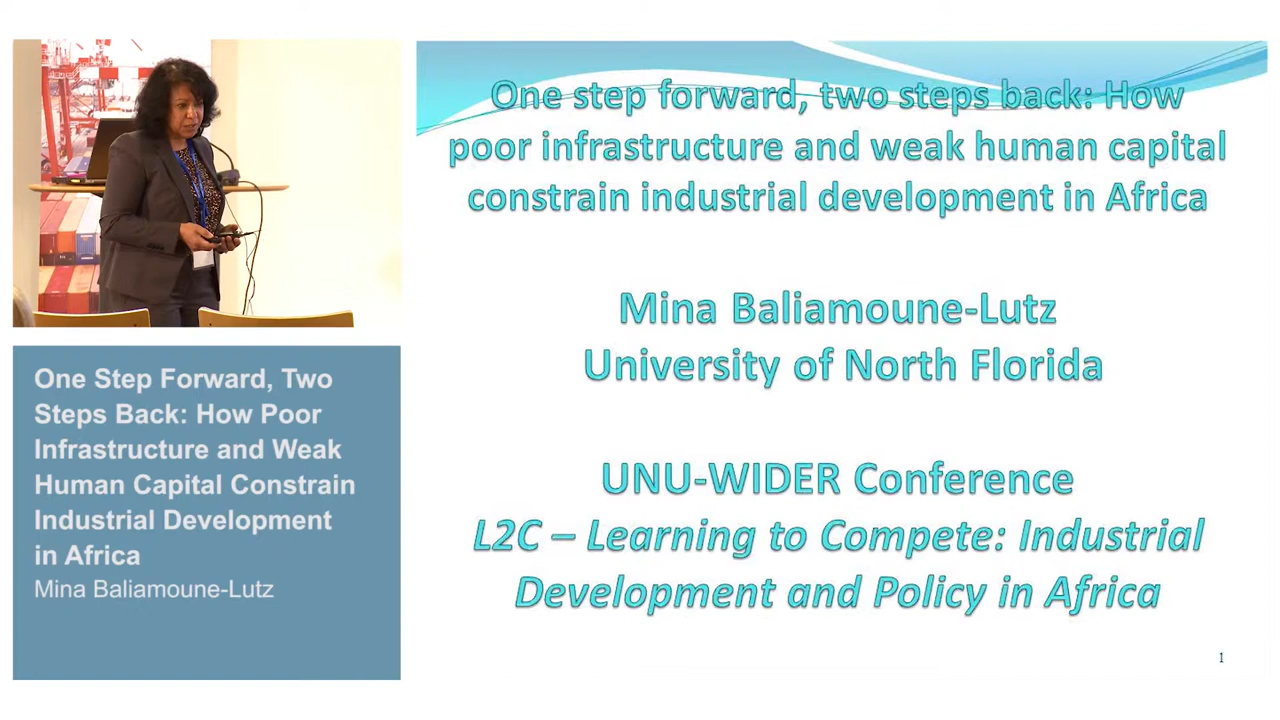 One step forward, two steps back: How
poor infrastructure and weak human capital
constrain industrial development in Africa
Mina Baliamoune-Lutz
University of North Florida
UNU-WIDER Conference
L2C – Learning to Compete: Industrial
Development and Policy in Africa
1
One Step Forward, Two
Steps Back: How Poor
Infrastructure and Weak
Human Capital Constrain
Industrial Development
in Africa
Mina Baliamoune-Lutz